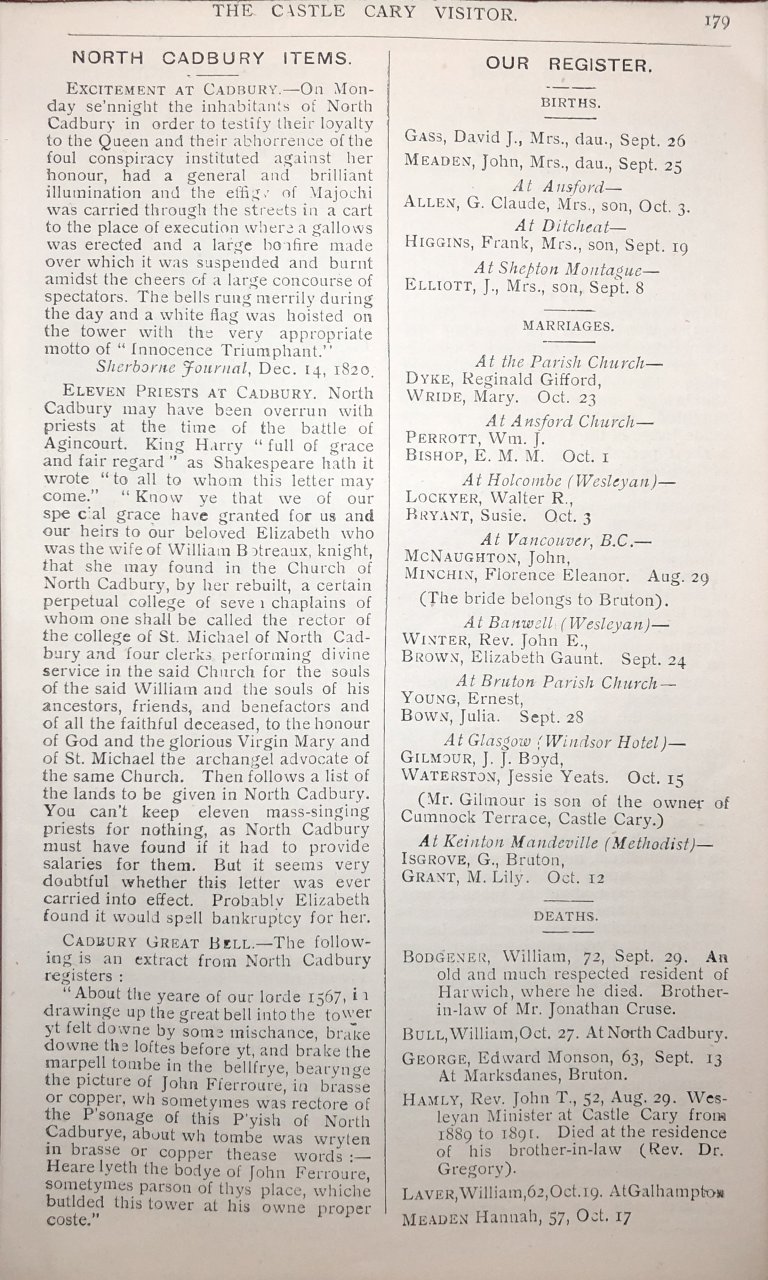 THE CASTLE CARY VISITOR.
179
NORTH CADBURY ITEMS.
EXCITEMENT AT CADBURY.—On Mon-
day se'nnight the inhabitants of North
Cadbury in order to testify their loyalty
to the Queen and their abhorrence of the
foul conspiracy instituted against her
honour, had a general and brilliant
illumination and the effigy of Majochi
was carried through the streets in a cart
to the place of execution where a gallows
was erected and a large bonfire made
over which it was suspended and burnt
amidst the cheers of a large concourse of
spectators. The bells rung merrily during
the day and a white flag was hoisted on
the tower with the very appropriate
motto of "Innocence Triumphant."
Sherborne Journal, Dec. 14, 1820.
ELEVEN PRIESTS AT CADBURY. North
Cadbury may have been overrun with
priests at the time of the battle of
Agincourt. King Harry "full of grace
and fair regard" as Shakespeare hath it
wrote "to all to whom this letter may
come." "Know ye that we of our
special grace have granted for us and
our heirs to our beloved Elizabeth who
was the wife of William Botreaux, knight,
that she may found in the Church of
North Cadbury, by her rebuilt, a certain
perpetual college of seven chaplains of
whom one shall be called the rector of
the college of St. Michael of North Cad-
bury and four clerks performing divine
service in the said Church for the souls
of the said William and the souls of his
ancestors, friends, and benefactors and
of all the faithful deceased, to the honour
of God and the glorious Virgin Mary and
of St. Michael the archangel advocate of
the same Church. Then follows a list of
the lands to be given in North Cadbury.
You can't keep eleven mass-singing
priests for nothing, as North Cadbury
must have found if it had to provide
salaries for them. But it seems very
doubtful whether this letter was ever
carried into effect. Probably Elizabeth
found it would spell bankruptcy for her.
CADBURY GREAT BELL.—The follow-
ing is an extract from North Cadbury
registers :
"About the yeare of our lorde 1567, in
drawinge up the great bell into the tower
yt felt downe by some mischance, brake
downe the loftes before yt, and brake the
marpell tombe in the bellfrye, bearynge
the picture of John Fferroure, in brasse
or copper, wh sometymes was rectore of
the P'sonage of this P'yish of North
Cadburye, about wh tombe was wryten
in brasse or copper thease words :—
Heare lyeth the bodye of John Ferroure,
sometymes parson of thys place, whiche
butlded this tower at his owne proper
coste."
OUR REGISTER.
BIRTHS.
GASS, David J., Mrs., dau., Sept. 26
MEADEN, John, Mrs., dau., Sept. 25
At Ansford—
ALLEN, G. Claude, Mrs., son, Oct. 3.
At Ditcheat—
HIGGINS, Frank, Mrs., son, Sept. 19
At Shepton Montague—
ELLIOTT, J., Mrs., son, Sept. 8
MARRIAGES.
At the Parish Church—
DYKE, Reginald Gifford,
WRIDE, Mary. Oct. 23
At Ansford Church—
PERROTT, Wm. J.
BISHOP, E. M. M. Oct. 1
At Holcombe (Wesleyan)—
LOCKYER, Walter R.,
BRYANT, Susie. Oct. 3
At Vancouver, B.C.—
MCNAUGHTON, John,
MINCHIN, Florence Eleanor. Aug. 29
(The bride belongs to Bruton).
At Banwell (Wesleyan)—
WINTER, Rev. John E.,
BROWN, Elizabeth Gaunt. Sept. 24
At Bruton Parish Church—
YOUNG, Ernest,
BOWN, Julia. Sept. 28
At Glasgow (Windsor Hotel)—
GILMOUR, J. J. Boyd,
WATERSTON, Jessie Yeats. Oct. 15
(Mr. Gilmour is son of the owner of
Cumnock Terrace, Castle Cary.)
At Keinton Mandeville (Methodist)—
ISGROVE, G., Bruton,
GRANT, M. Lily. Oct. 12
DEATHS.
BODGENER, William, 72, Sept. 29. An
old and much respected resident of
Harwich, where he died. Brother-
in-law of Mr. Jonathan Cruse.
BULL, William, Oct. 27. At North Cadbury.
GEORGE, Edward Monson, 63, Sept. 13
At Marksdanes, Bruton.
HAMLY, Rev. John T., 52, Aug. 29. Wes-
leyan Minister at Castle Cary from
1889 to 1891. Died at the residence
of his brother-in-law (Rev. Dr.
Gregory).
LAVER, William, 62, Oct. 19. At Galhampton
MEADEN Hannah, 57, Oct. 17